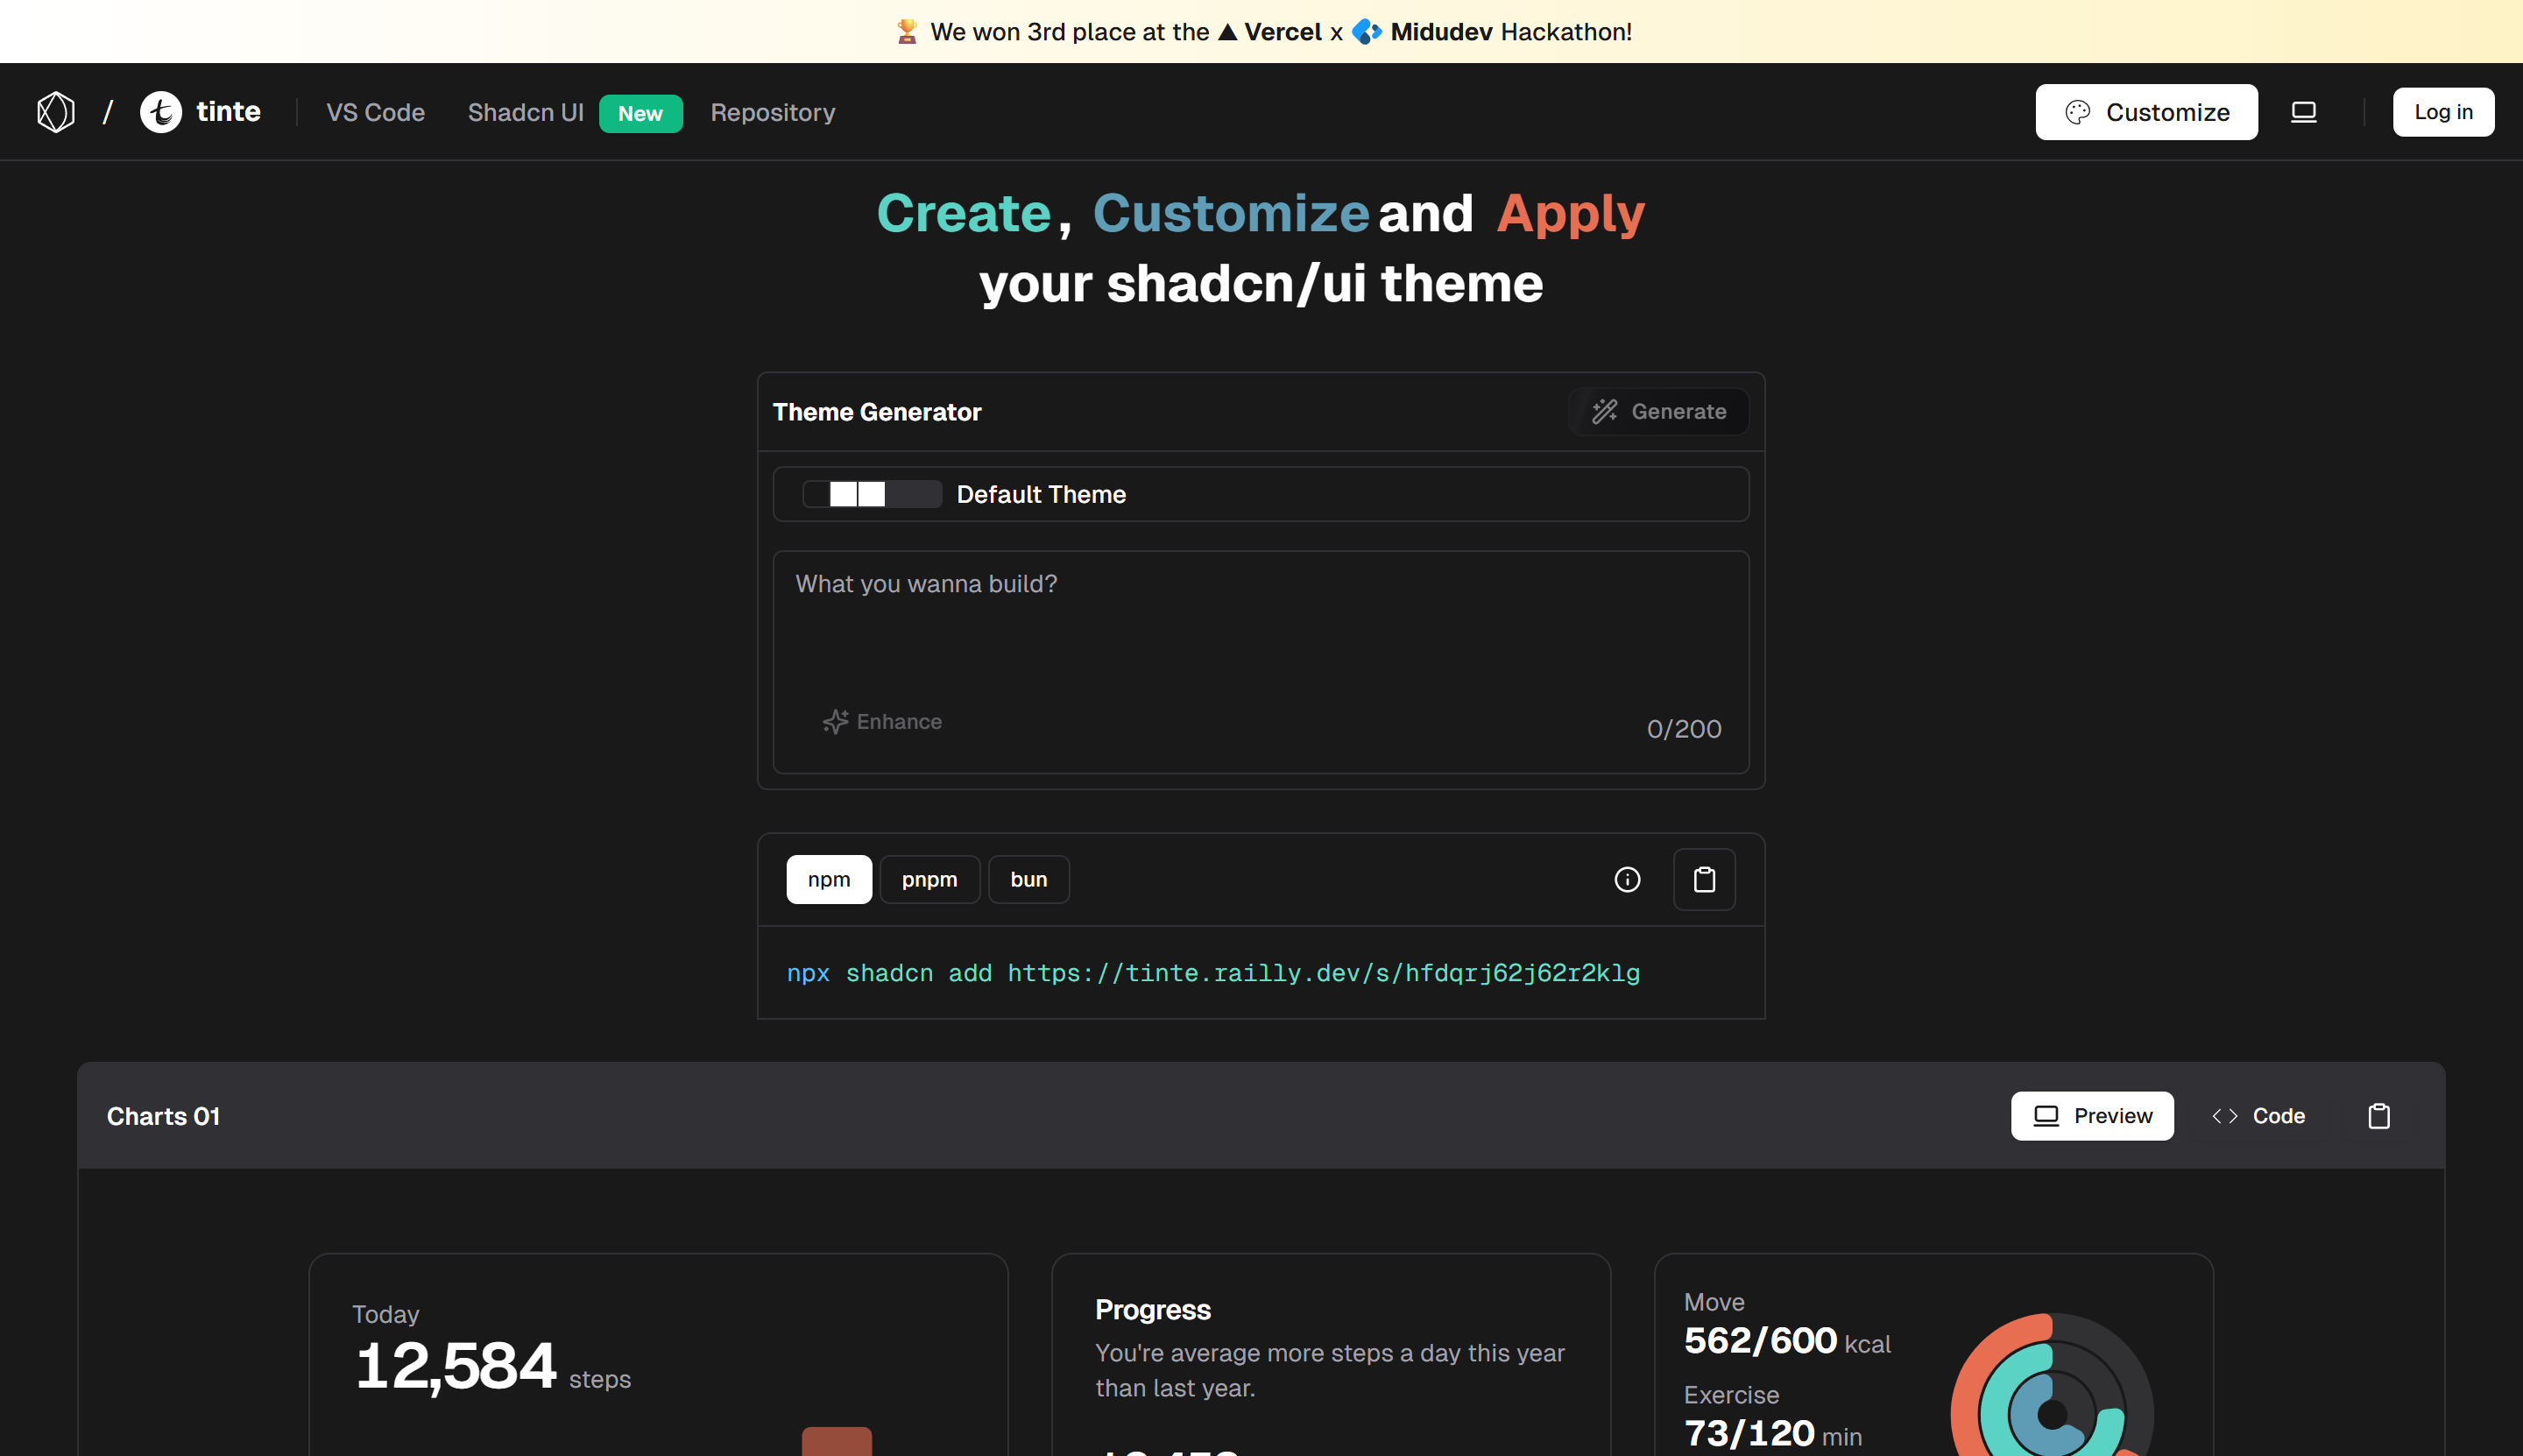 🏆 We won 3rd place at the ▲ Vercel x Midudev Hackathon!
/ tinte VS Code Shadcn UI New Repository Customize Log in
Create, Customize and Apply
your shadcn/ui theme
Theme Generator Generate
Default Theme
What you wanna build?
Enhance 0/200
npm pnpm bun
npx shadcn add https://tinte.railly.dev/s/hfdqrj62j62r2klg
Charts 01 Preview <> Code
Today
12,584 steps
Progress
You're average more steps a day this year
than last year.
Move
562/600 kcal
Exercise
73/120 min